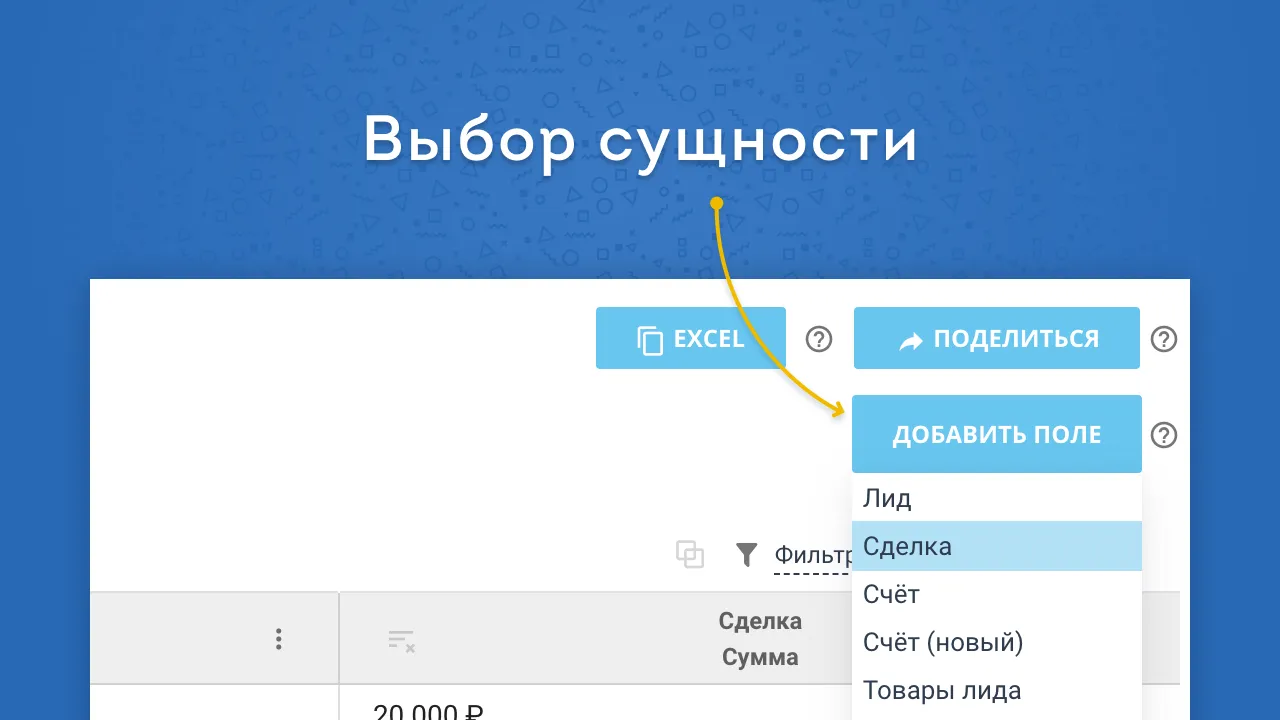 Выбор сущности
EXCEL
ПОДЕЛИТЬСЯ
ДОБАВИТЬ ПОЛЕ
Лид
Сделка
Фильтр
Счёт
Сделка
Сумма
Счёт (новый)
Товары лида
20 000 ₽